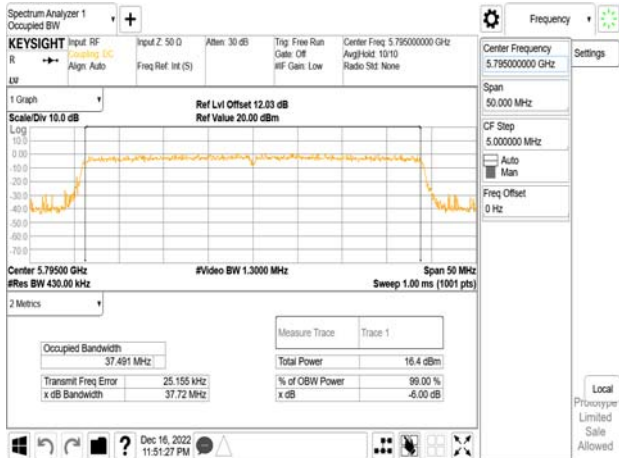 Spectrum Analyzer 1
Occupied BW
Frequency
KEYSIGHT
Input: RF
Coupling: DC
Align: Auto
Input Z: 50 Ω
Freq Ref: Int (S)
Atten: 30 dB
Trig: Free Run
Gate: Off
#IF Gain: Low
Center Freq: 5.795000000 GHz
Avg|Hold: 10/10
Radio Std: None
R
LXI
Center Frequency
5.795000000 GHz
Settings
Span
50.000 MHz
CF Step
5.000000 MHz
Auto
Man
Freq Offset
0 Hz
1 Graph
Scale/Div 10.0 dB
Ref Lvl Offset 12.03 dB
Ref Value 20.00 dBm
Log
10.0
0.00
-10.0
-20.0
-30.0
-40.0
-50.0
-60.0
-70.0
Center 5.79500 GHz
#Res BW 430.00 kHz
#Video BW 1.3000 MHz
Span 50 MHz
Sweep 1.00 ms (1001 pts)
2 Metrics
Measure Trace
Trace 1
Occupied Bandwidth
37.491 MHz
Total Power
16.4 dBm
Transmit Freq Error
25.155 kHz
% of OBW Power
99.00 %
x dB Bandwidth
37.72 MHz
x dB
-6.00 dB
Local
Prototype
Limited
Sale
Allowed
Dec 16, 2022
11:51:27 PM